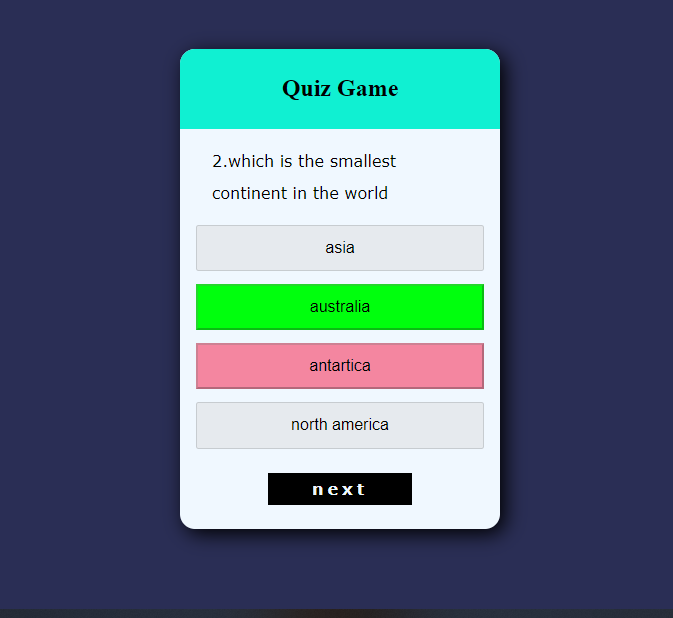 Quiz Game
2.which is the smallest
continent in the world
asia
australia
antartica
north america
next